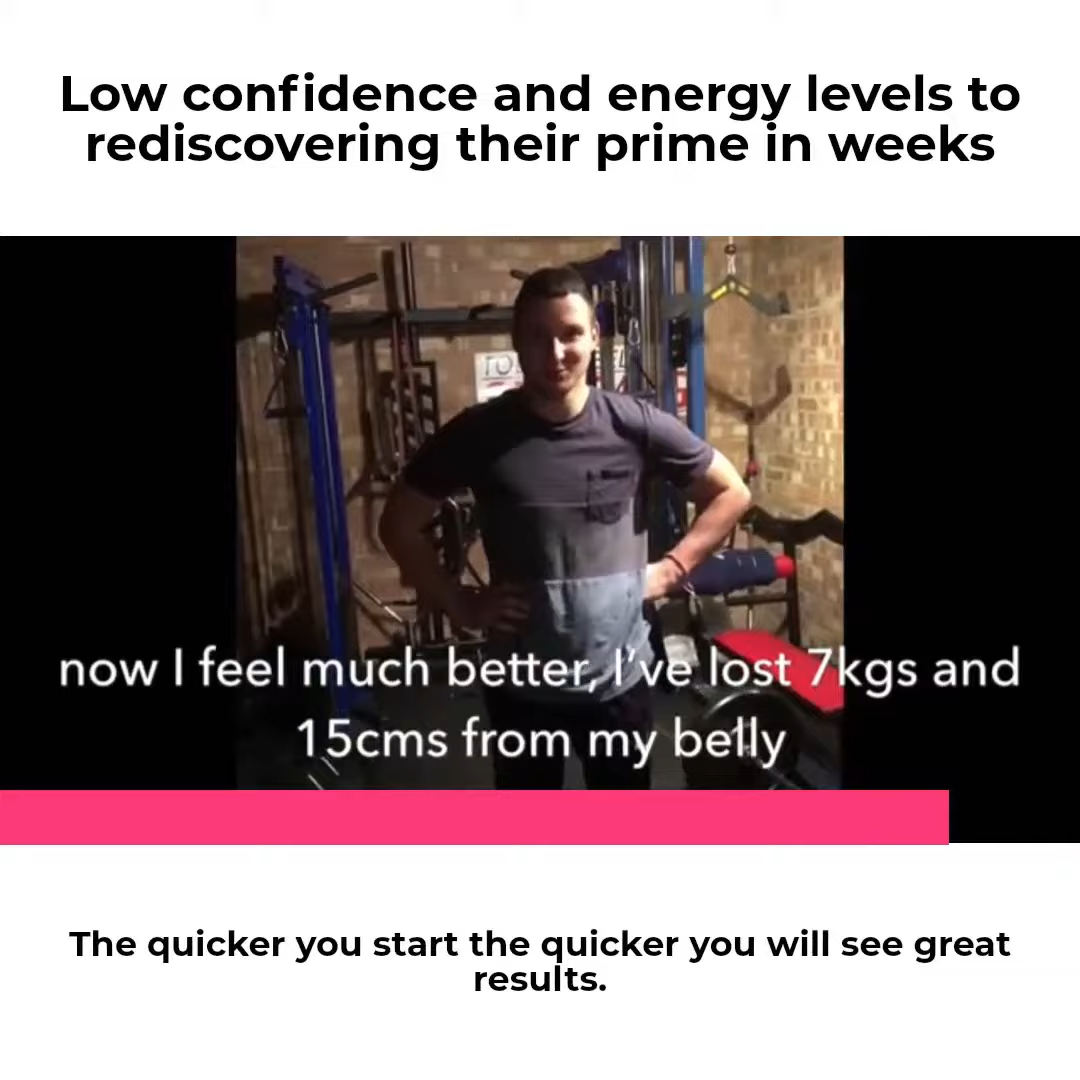 Low confidence and energy levels to
rediscovering their prime in weeks
now I feel much better, I've lost 7kgs and
15cms from my belly
The quicker you start the quicker you will see great
results.